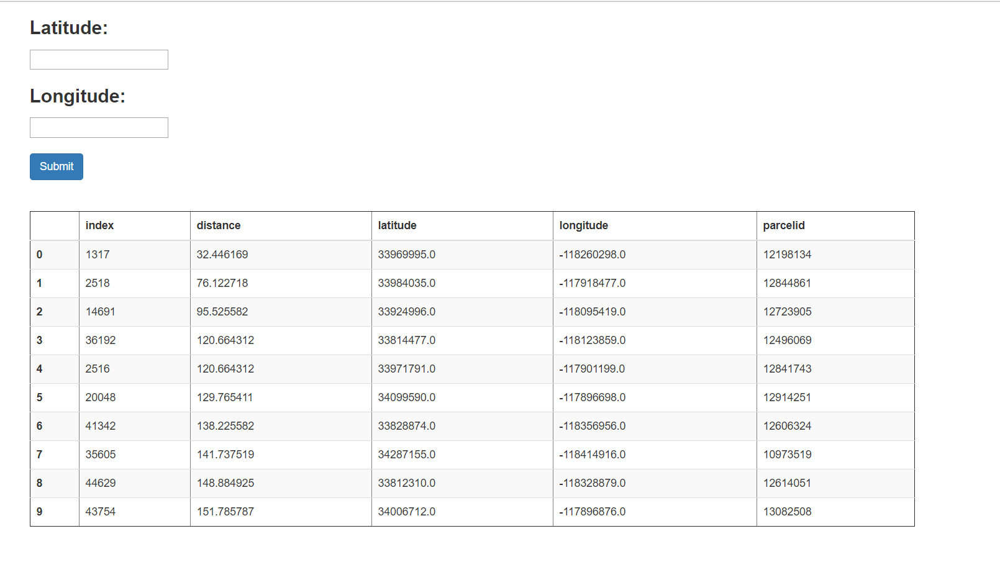 Latitude:
Longitude:
Submit
index distance latitude longitude parcelid
0 1317 32.446169 33969995.0 -118260298.0 12198134
1 2518 76.122718 33984035.0 -117918477.0 12844861
2 14691 95.525582 33924996.0 -118095419.0 12723905
3 36192 120.664312 33814477.0 -118123859.0 12496069
4 2516 120.664312 33971791.0 -117901199.0 12841743
5 20048 129.765411 34099590.0 -117896698.0 12914251
6 41342 138.225582 33828874.0 -118356956.0 12606324
7 35605 141.737519 34287155.0 -118414916.0 10973519
8 44629 148.884925 33812310.0 -118328879.0 12614051
9 43754 151.785787 34006712.0 -117896876.0 13082508